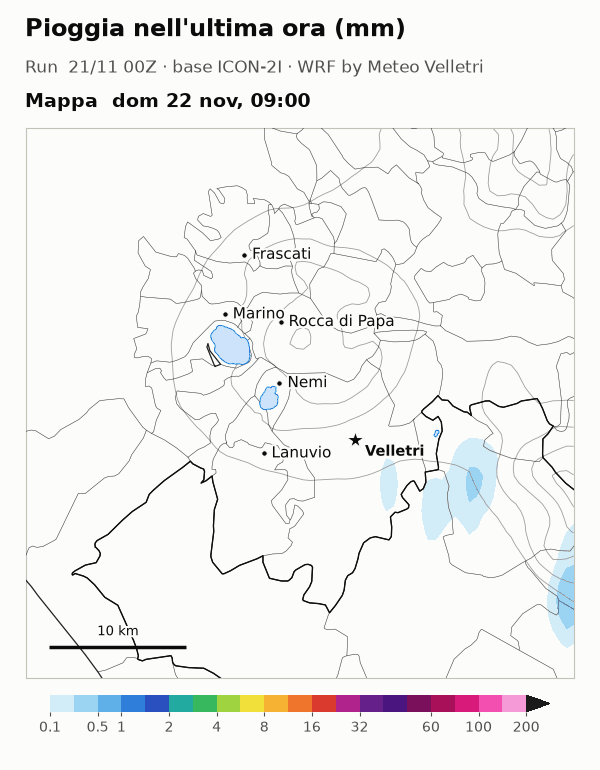 Pioggia nell'ultima ora (mm)
Run  21/11 00Z · base ICON-2I · WRF by Meteo Velletri
Mappa  dom 22 nov, 09:00
Frascati
Marino
Rocca di Papa
Nemi
Velletri
Lanuvio
10 km
0.1 0.5 1 2 4 8 16 32 60 100 200